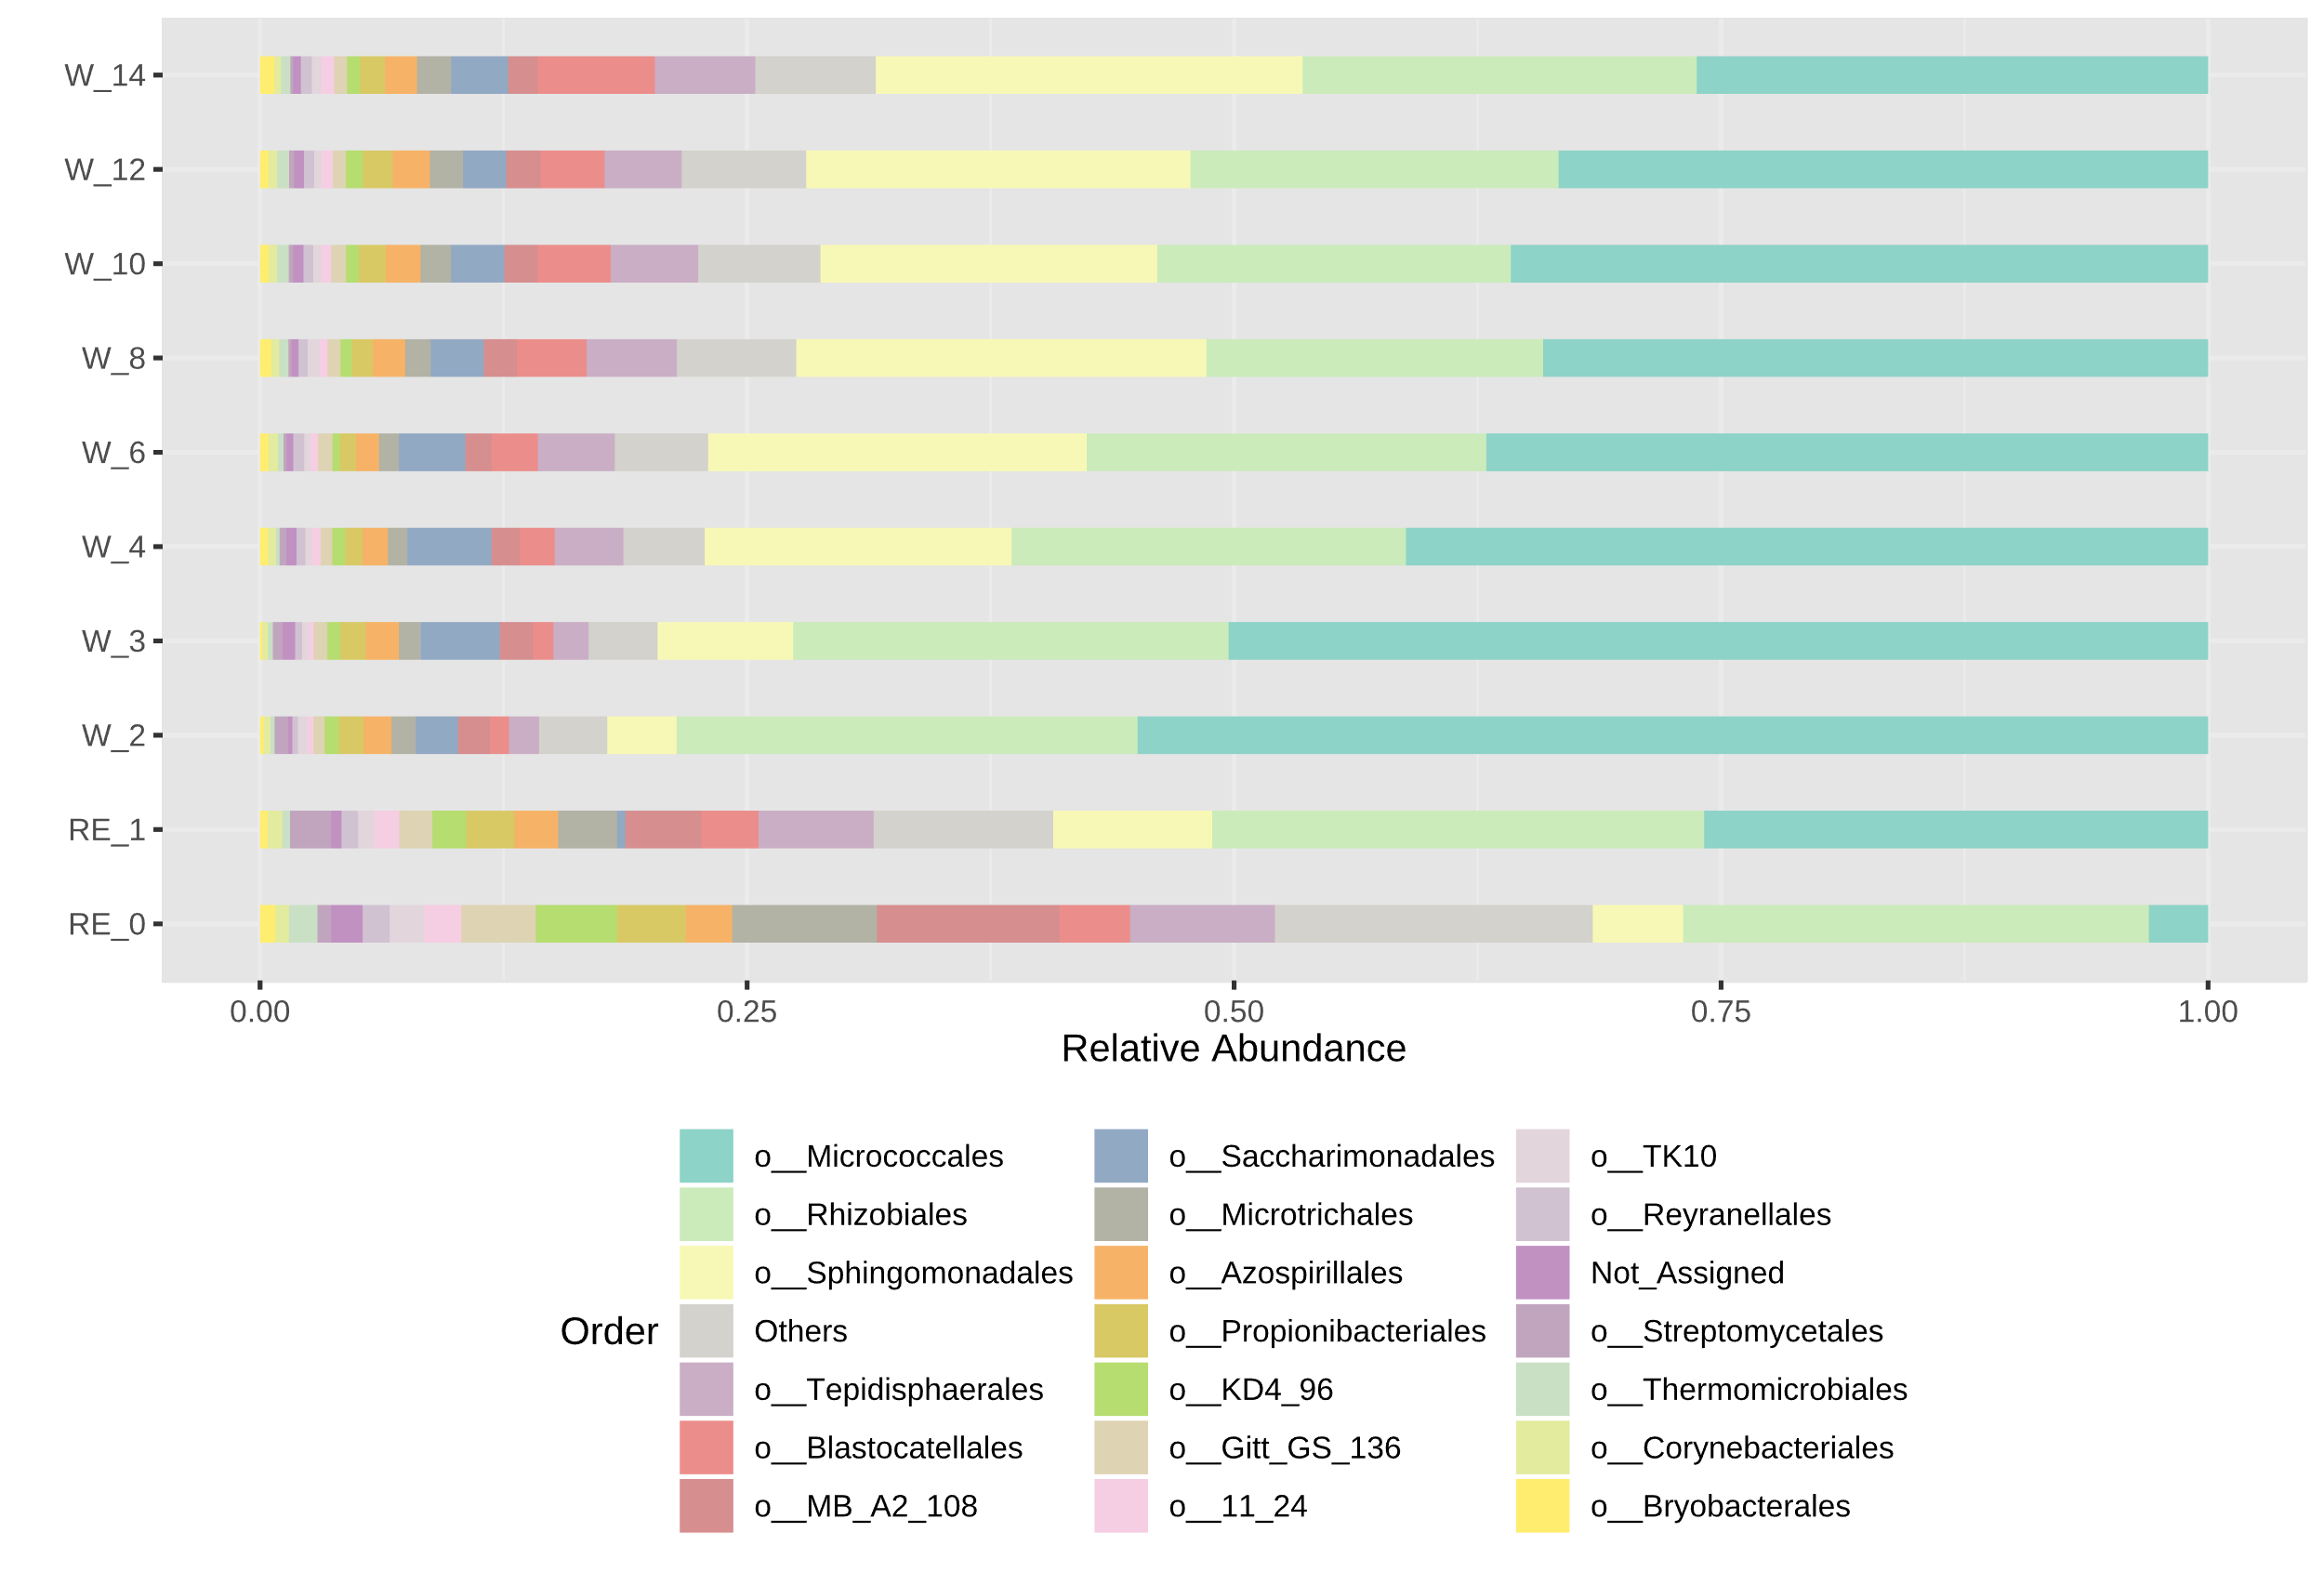 W_14
W_12
W_10
W_8
W_6
W_4
W_3
W_2
RE_1
RE_0
0.00 0.25 0.50 0.75 1.00
Relative Abundance
Order
o__Micrococcales
o__Rhizobiales
o__Sphingomonadales
Others
o__Tepidisphaerales
o__Blastocatellales
o__MB_A2_108
o__Saccharimonadales
o__Microtrichales
o__Azospirillales
o__Propionibacteriales
o__KD4_96
o__Gitt_GS_136
o__11_24
o__TK10
o__Reyranellales
Not_Assigned
o__Streptomycetales
o__Thermomicrobiales
o__Corynebacteriales
o__Bryobacterales